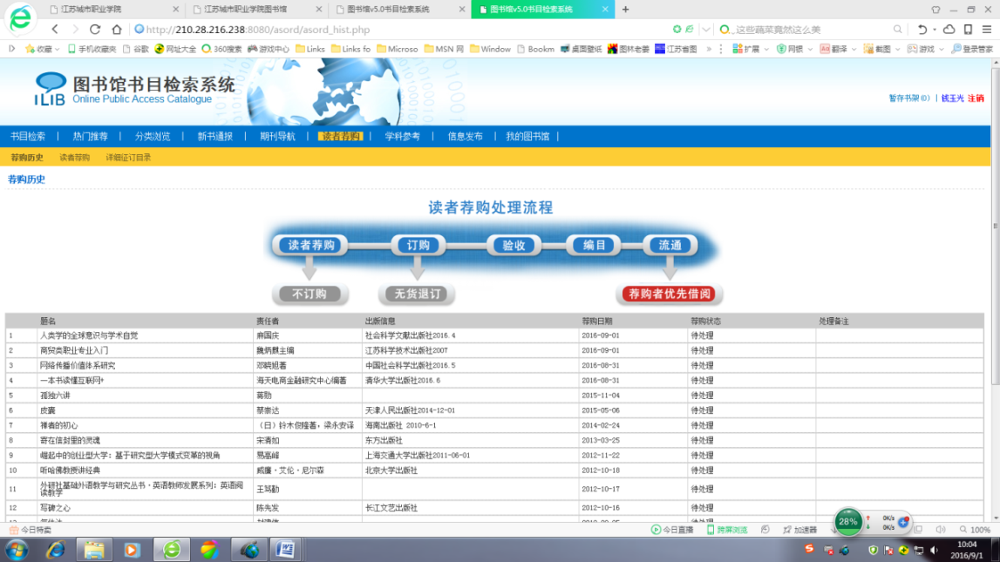 江苏城市职业学院
江苏城市职业学院图书馆
图书馆v5.0书目检索系统
图书馆v5.0书目检索系统
http://210.28.216.238:8080/asord/asord_hist.php
这些蔬菜竟然这么美
收藏 手机收藏夹 谷歌 网址大全 360搜索 游戏中心 Links Links fo Microso MSN 网 Window Bookm 桌面壁纸 图林老姜 江苏省图 扩展 网银 翻译 截图 游戏 登录管家
图书馆书目检索系统
ILIB Online Public Access Catalogue
暂存书架(0) | 钱玉光 注销
书目检索 | 热门推荐 | 分类浏览 | 新书通报 | 期刊导航 | 读者荐购 | 学科参考 | 信息发布 | 我的图书馆 |
荐购历史 读者荐购 详细征订目录
荐购历史
读者荐购处理流程
读者荐购 订购 验收 编目 流通
不订购 无货退订 荐购者优先借阅
题名 责任者 出版信息 荐购日期 荐购状态 处理备注
1 人类学的全球意识与学术自觉 麻国庆 社会科学文献出版社2016.4 2016-09-01 待处理
2 商贸类职业专业入门 魏炳麒主编 江苏科学技术出版社2007 2016-09-01 待处理
3 网络传播价值体系研究 邓晓旭著 中国社会科学出版社2016.5 2016-08-31 待处理
4 一本书读懂互联网+ 海天电商金融研究中心编著 清华大学出版社2016.6 2016-08-31 待处理
5 孤独六讲 蒋勋 2015-11-04 待处理
6 皮囊 蔡崇达 天津人民出版社2014-12-01 2015-05-06 待处理
7 禅者的初心 （日）铃木俊隆著，梁永安译 海南出版社 2010-6-1 2014-02-24 待处理
8 寄在信封里的灵魂 宋清如 东方出版社 2013-03-25 待处理
9 崛起中的创业型大学：基于研究型大学模式变革的视角 易高峰 上海交通大学出版社2011-06-01 2012-11-22 待处理
10 听哈佛教授讲经典 威廉·艾伦·尼尔森 北京大学出版社 2012-10-18 待处理
11 外研社基础外语教学与研究丛书·英语教师发展系列：英语阅读教学 王笃勤 2012-10-17 待处理
12 写碑之心 陈先发 长江文艺出版社 2012-10-16 待处理
今日特卖 今日直播 跨屏浏览 加速器 100%
28% 0K/s
0K/s
10:04
2016/9/1